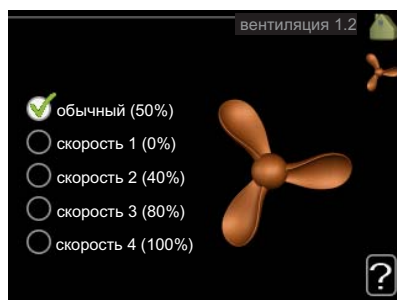 вентиляция 1.2
обычный (50%)
скорость 1 (0%)
скорость 2 (40%)
скорость 3 (80%)
скорость 4 (100%)
?